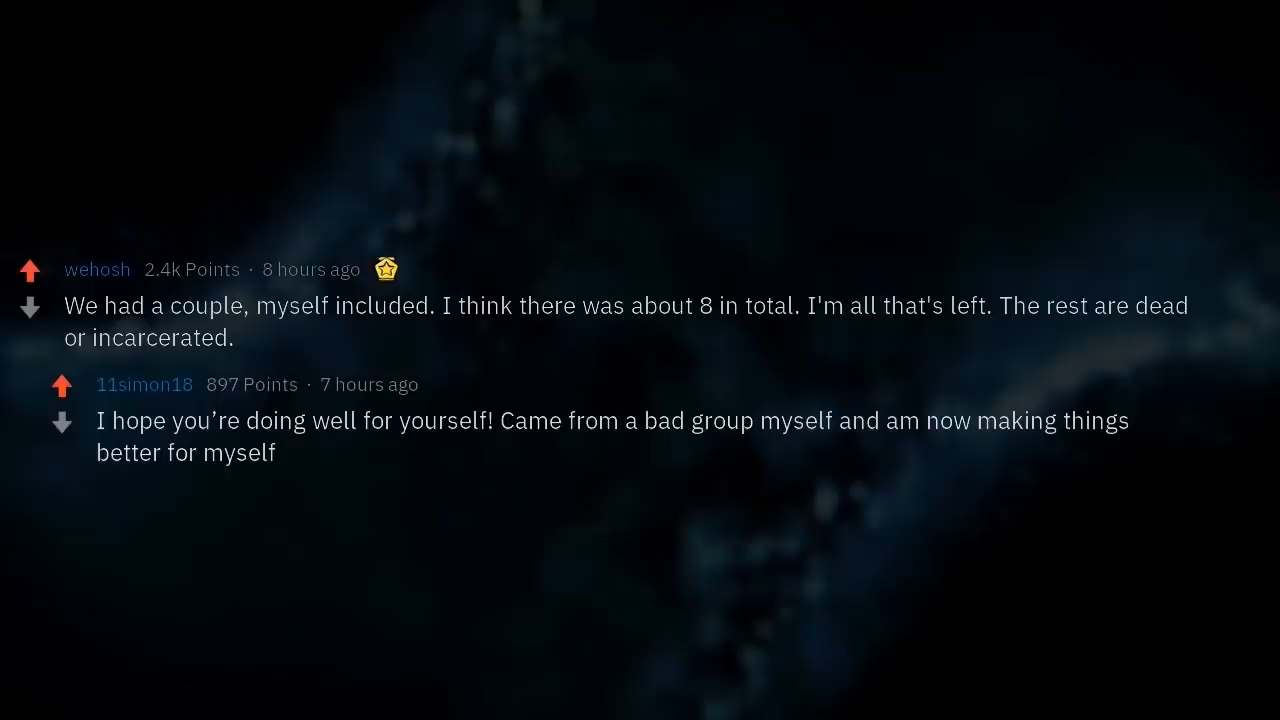 wehosh 2.4k Points · 8 hours ago
We had a couple, myself included. I think there was about 8 in total. I'm all that's left. The rest are dead
or incarcerated.
11simon18 897 Points · 7 hours ago
I hope you’re doing well for yourself! Came from a bad group myself and am now making things
better for myself